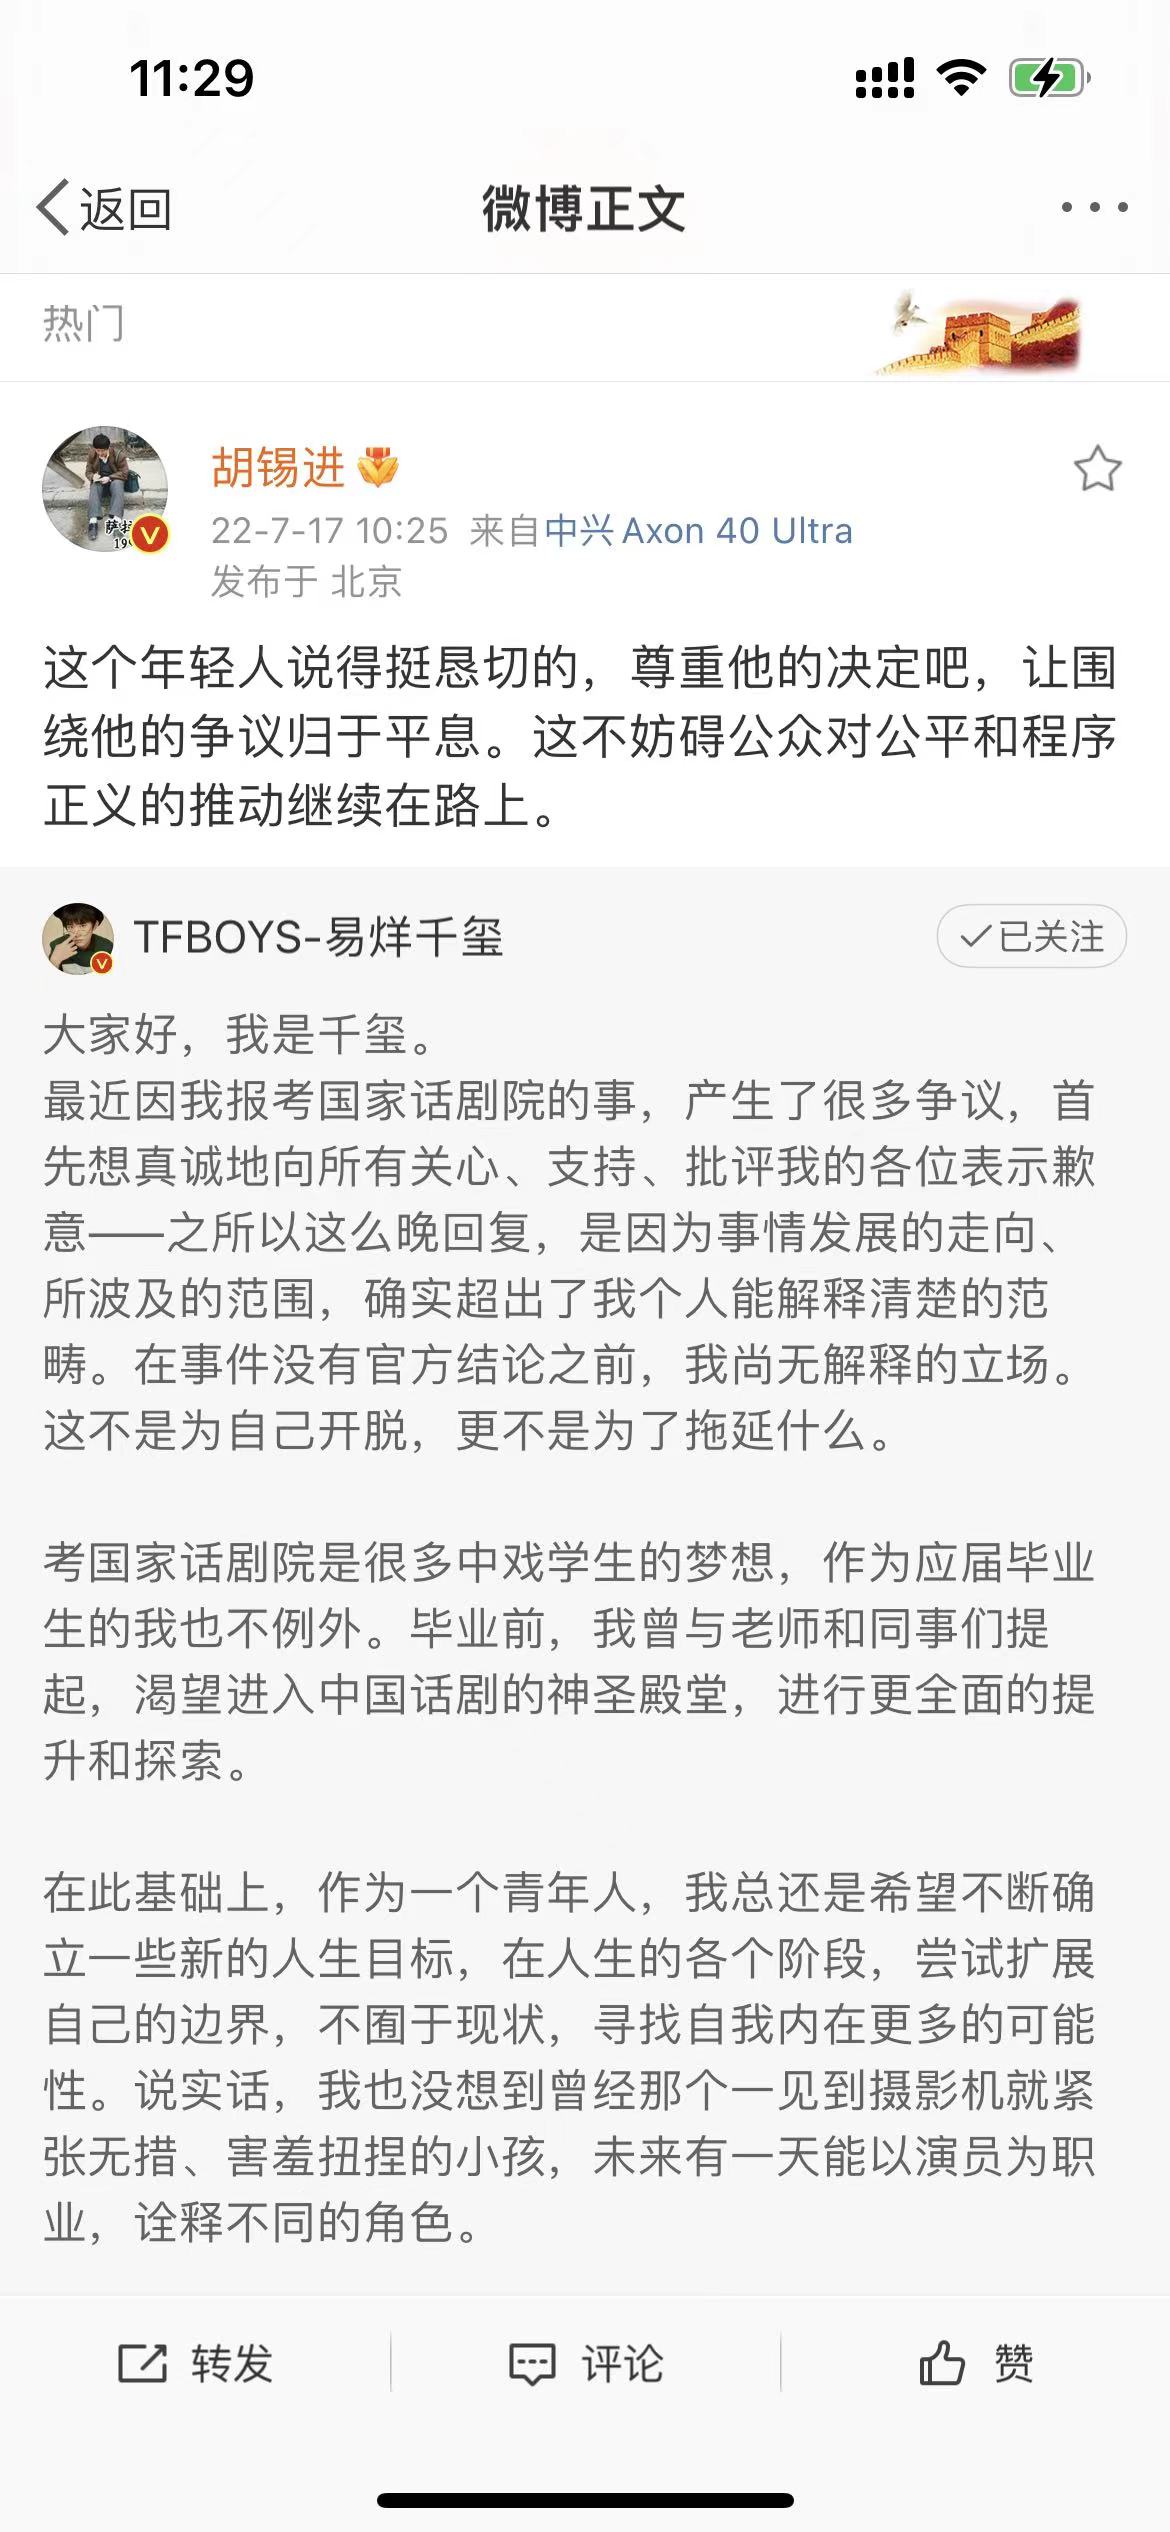 11:29
返回
微博正文
热门
胡锡进
22-7-17 10:25 来自中兴Axon 40 Ultra
发布于 北京
这个年轻人说得挺恳切的，尊重他的决定吧，让围
绕他的争议归于平息。这不妨碍公众对公平和程序
正义的推动继续在路上。
TFBOYS-易烊千玺
已关注
大家好，我是千玺。
最近因我报考国家话剧院的事，产生了很多争议，首
先想真诚地向所有关心、支持、批评我的各位表示歉
意——之所以这么晚回复，是因为事情发展的走向、
所波及的范围，确实超出了我个人能解释清楚的范
畴。在事件没有官方结论之前，我尚无解释的立场。
这不是为自己开脱，更不是为了拖延什么。
考国家话剧院是很多中戏学生的梦想，作为应届毕业
生的我也不例外。毕业前，我曾与老师和同事们提
起，渴望进入中国话剧的神圣殿堂，进行更全面的提
升和探索。
在此基础上，作为一个青年人，我总还是希望不断确
立一些新的人生目标，在人生的各个阶段，尝试扩展
自己的边界，不囿于现状，寻找自我内在更多的可能
性。说实话，我也没想到曾经那个一见到摄影机就紧
张无措、害羞扭捏的小孩，未来有一天能以演员为职
业，诠释不同的角色。
转发
评论
赞